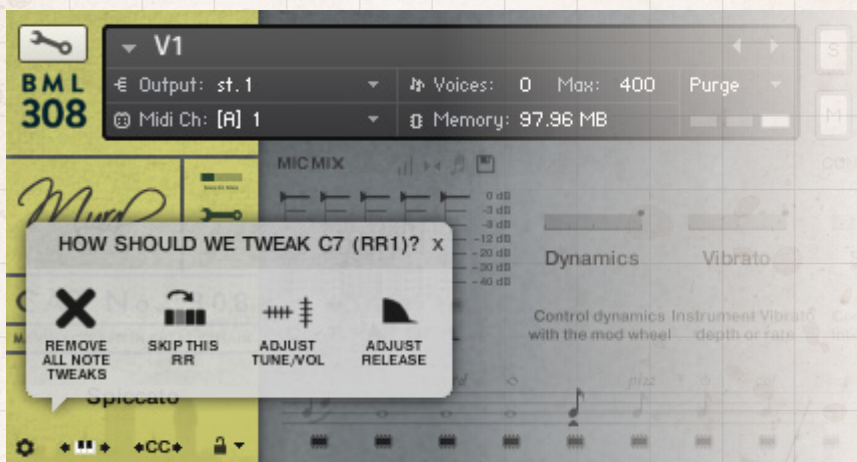 V1
S
BML
308
Output: st.1
Voices: 0 Max: 400
Purge
Midi Ch: [A] 1
Memory: 97.96 MB
M
MIC MIX
0 dB
-3 dB
-8 dB
-12 dB
-20 dB
-30 dB
-40 dB
HOW SHOULD WE TWEAK C7 (RR1)? x
Dynamics
Vibrato
Control dynamics
with the mod wheel
Instrument Vibrato
depth or rate
REMOVE
ALL NOTE
TWEAKS
SKIP THIS
RR
ADJUST
TUNE/VOL
ADJUST
RELEASE
Spiccato
pizz
CC